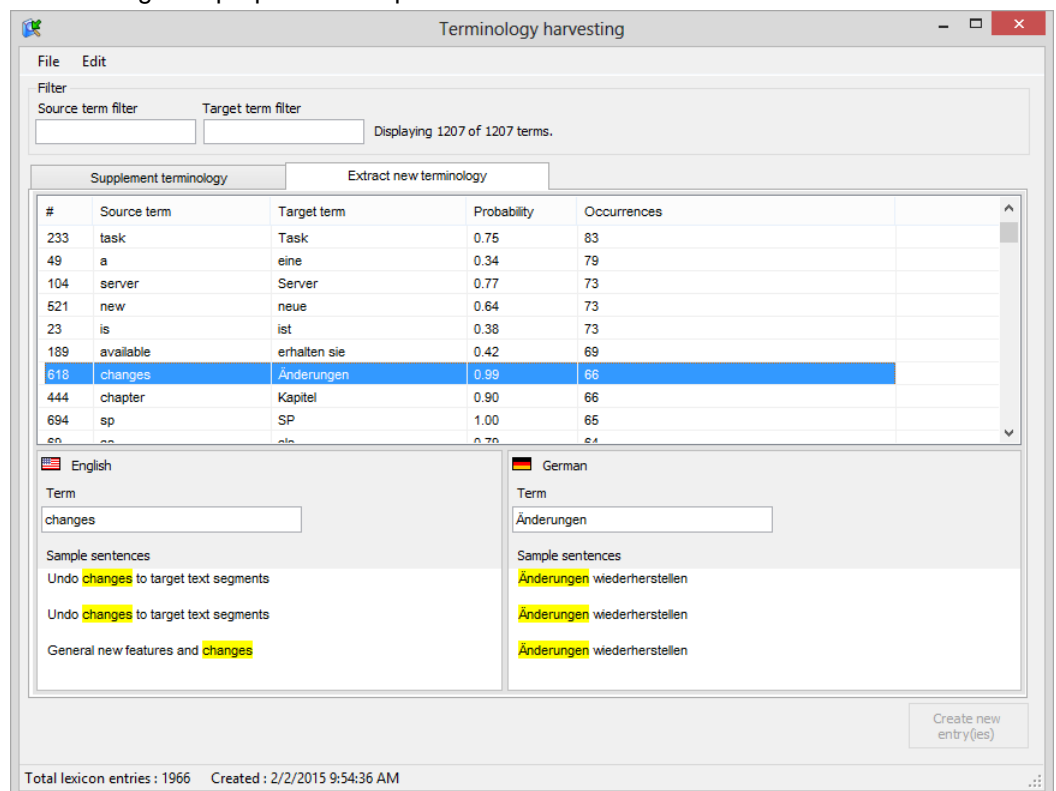 Terminology harvesting
File Edit
Filter
Source term filter Target term filter
Displaying 1207 of 1207 terms.
Supplement terminology Extract new terminology
# Source term Target term Probability Occurrences
233 task Task 0.75 83
49 a eine 0.34 79
104 server Server 0.77 73
521 new neue 0.64 73
23 is ist 0.38 73
189 available erhalten sie 0.42 69
618 changes Änderungen 0.99 66
444 chapter Kapitel 0.90 66
694 sp SP 1.00 65
English German
Term Term
changes Änderungen
Sample sentences Sample sentences
Undo changes to target text segments Änderungen wiederherstellen
Undo changes to target text segments Änderungen wiederherstellen
General new features and changes Änderungen wiederherstellen
Create new
entry(ies)
Total lexicon entries : 1966 Created : 2/2/2015 9:54:36 AM